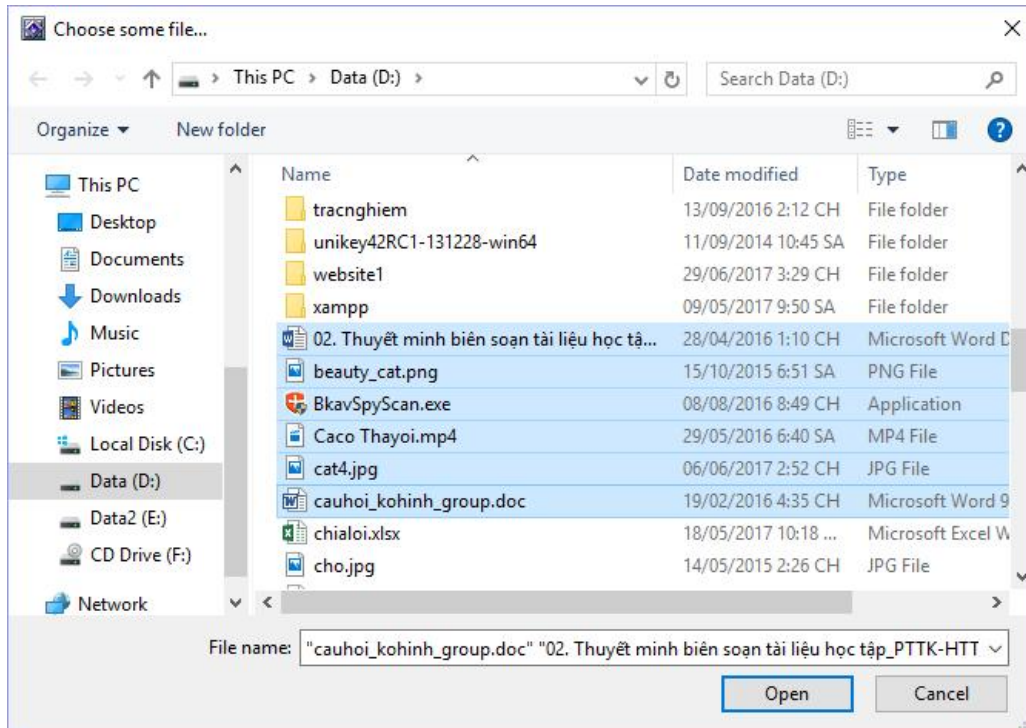 Choose some file...
This PC > Data (D:) >
Search Data (D:)
Organize
New folder
Name Date modified Type
This PC
Desktop
Documents
Downloads
Music
Pictures
Videos
Local Disk (C:)
Data (D:)
Data2 (E:)
CD Drive (F:)
Network
tracnghiem 13/09/2016 2:12 CH File folder
unikey42RC1-131228-win64 11/09/2014 10:45 SA File folder
website1 29/06/2017 3:29 CH File folder
xampp 09/05/2017 9:50 SA File folder
02. Thuyết minh biên soạn tài liệu học tậ... 28/04/2016 1:10 CH Microsoft Word D
beauty_cat.png 15/10/2015 6:51 SA PNG File
BkavSpyScan.exe 08/08/2016 8:49 CH Application
Caco Thayoi.mp4 29/05/2016 6:40 SA MP4 File
cat4.jpg 06/06/2017 2:52 CH JPG File
cauhoi_kohinh_group.doc 19/02/2016 4:35 CH Microsoft Word 9
chialoi.xlsx 18/05/2017 10:18 ... Microsoft Excel W
cho.jpg 14/05/2015 2:26 CH JPG File
File name: "cauhoi_kohinh_group.doc" "02. Thuyết minh biên soạn tài liệu học tập_PTTK-HTT
Open
Cancel